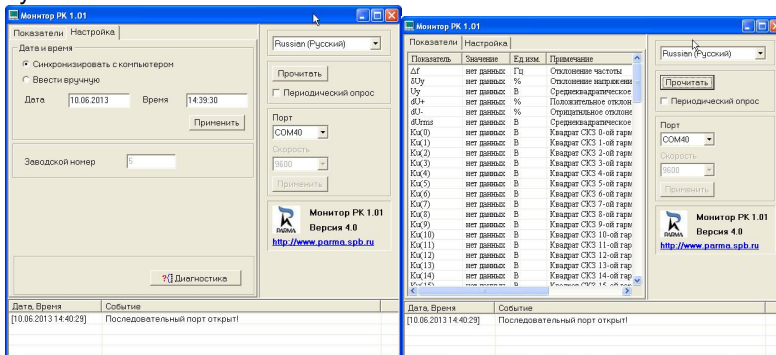 Монитор РК 1.01
Показатели Настройка
Дата и время
Синхронизировать с компьютером
Ввести вручную
Дата 10.06.2013 Время 14:39:30
Применить
Заводской номер 5
?{} Диагностика
Russian (Русский)
Прочитать
Периодический опрос
Порт
COM40
Скорость
9600
Применить
PARMA
Монитор РК 1.01
Версия 4.0
http://www.parma.spb.ru
Дата, Время Событие
[10.06.2013 14:40:29] Последовательный порт открыт!
Монитор РК 1.01
Показатели Настройка
Показатель Значение Ед.изм. Примечание
Δf нет данных Гц Отклонение частоты
δUy нет данных % Отклонение напряжени
Uy нет данных В Среднеквадратическое
dU+ нет данных % Положительное отклон
dU- нет данных % Отрицательное отклоне
dUrms нет данных В Среднеквадратическое
Ku(0) нет данных В Квадрат СКЗ 0-ой гарм
Ku(1) нет данных В Квадрат СКЗ 1-ой гарм
Ku(2) нет данных В Квадрат СКЗ 2-ой гарм
Ku(3) нет данных В Квадрат СКЗ 3-ой гарм
Ku(4) нет данных В Квадрат СКЗ 4-ой гарм
Ku(5) нет данных В Квадрат СКЗ 5-ой гарм
Ku(6) нет данных В Квадрат СКЗ 6-ой гарм
Ku(7) нет данных В Квадрат СКЗ 7-ой гарм
Ku(8) нет данных В Квадрат СКЗ 8-ой гарм
Ku(9) нет данных В Квадрат СКЗ 9-ой гарм
Ku(10) нет данных В Квадрат СКЗ 10-ой гар
Ku(11) нет данных В Квадрат СКЗ 11-ой гар
Ku(12) нет данных В Квадрат СКЗ 12-ой гар
Ku(13) нет данных В Квадрат СКЗ 13-ой гар
Ku(14) нет данных В Квадрат СКЗ 14-ой гар
Ku(15) нет данных В Квадрат СКЗ 15-ой гар
Russian (Русский)
Прочитать
Периодический опрос
Порт
COM40
Скорость
9600
Применить
PARMA
Монитор РК 1.01
Версия 4.0
http://www.parma.spb.ru
Дата, Время Событие
[10.06.2013 14:40:29] Последовательный порт открыт!